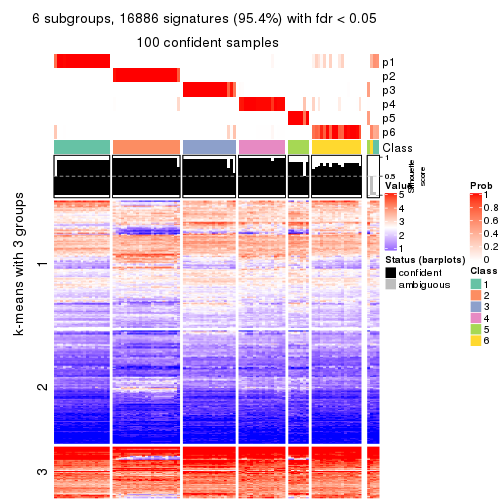 6 subgroups, 16886 signatures (95.4%) with fdr < 0.05
100 confident samples
p1
p2
p3
p4
p5
p6
Class
1
0.5
0
Silhouette
score
k-means with 3 groups
1
2
3
Value
5
4
3
2
1
Status (barplots)
confident
ambiguous
Prob
1
0.8
0.6
0.4
0.2
0
Class
1
2
3
4
5
6